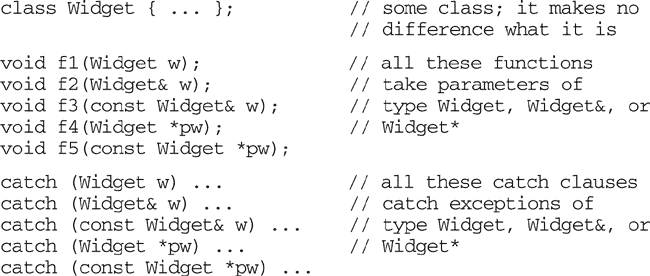 class Widget { ... };          // some class; it makes no
                               // difference what it is
void f1(Widget w);             // all these functions
void f2(Widget& w);            // take parameters of
void f3(const Widget& w);      // type Widget, Widget&, or
void f4(Widget *pw);           // Widget*
void f5(const Widget *pw);
catch (Widget w) ...           // all these catch clauses
catch (Widget& w) ...          // catch exceptions of
catch (const Widget& w) ...    // type Widget, Widget&, or
catch (Widget *pw) ...         // Widget*
catch (const Widget *pw) ...